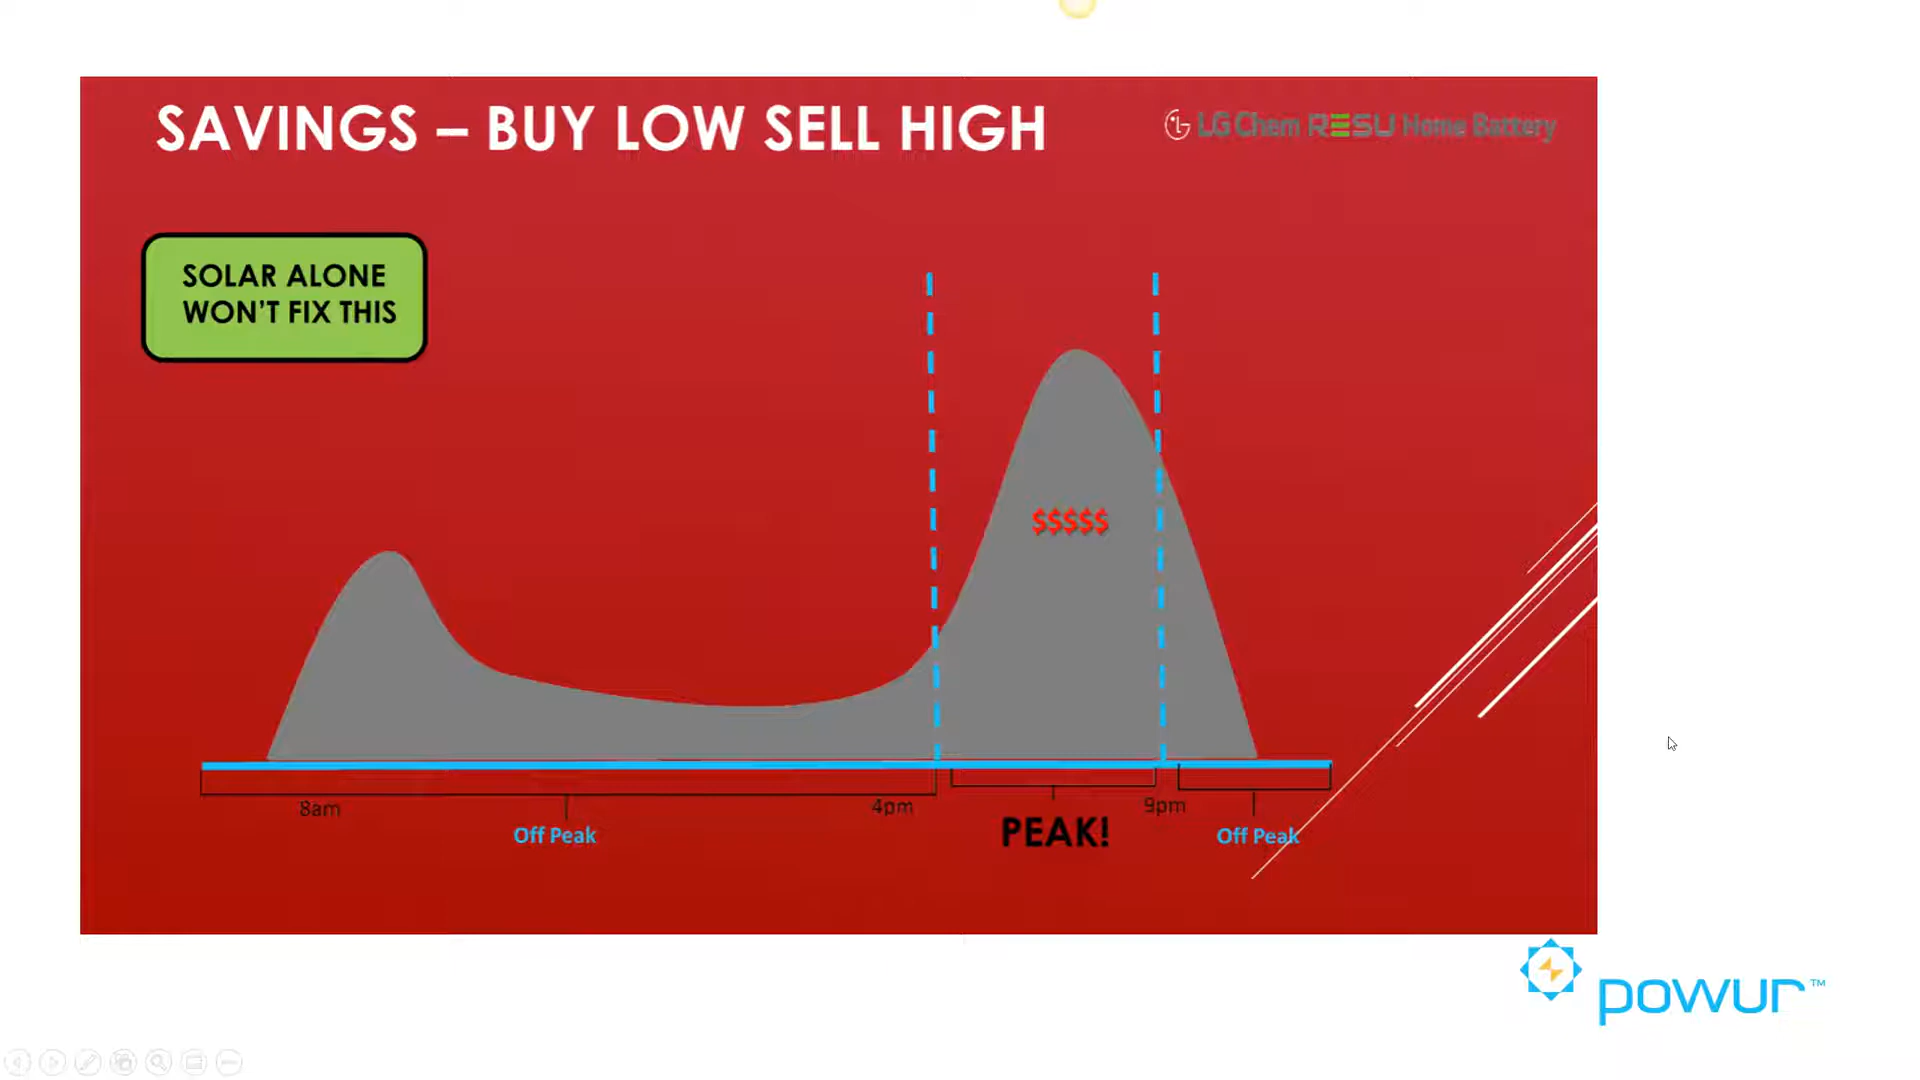 SAVINGS – BUY LOW SELL HIGH
LG Chem RESU Home Battery
SOLAR ALONE
WON'T FIX THIS
$$$$$
8am
4pm
9pm
Off Peak
PEAK!
Off Peak
powur™